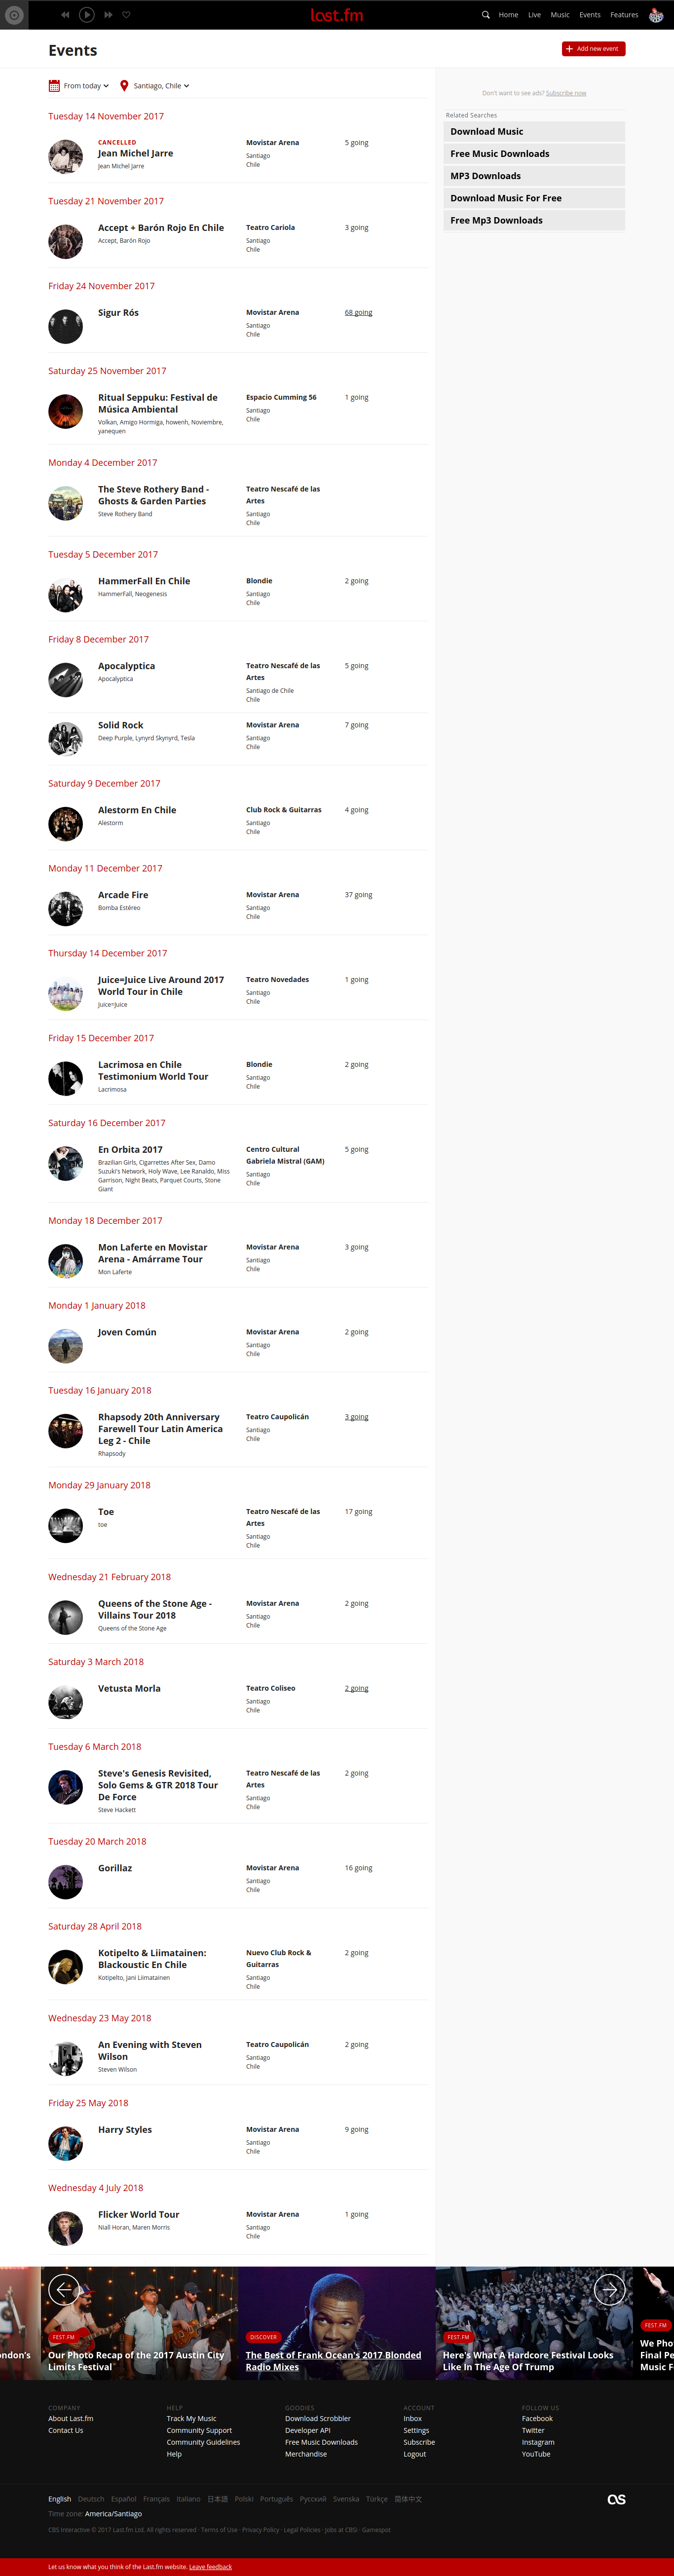 last.fm
Home Live Music Events Features
Events
Add new event
From today Santiago, Chile
Don't want to see ads? Subscribe now
Related Searches
Download Music
Free Music Downloads
MP3 Downloads
Download Music For Free
Free Mp3 Downloads
Tuesday 14 November 2017
CANCELLED
Jean Michel Jarre
Jean Michel Jarre
Movistar Arena
Santiago
Chile
5 going
Tuesday 21 November 2017
Accept + Barón Rojo En Chile
Accept, Barón Rojo
Teatro Cariola
Santiago
Chile
3 going
Friday 24 November 2017
Sigur Rós
Movistar Arena
Santiago
Chile
68 going
Saturday 25 November 2017
Ritual Seppuku: Festival de
Música Ambiental
Volkan, Amigo Hormiga, howenh, Noviembre,
yanequen
Espacio Cumming 56
Santiago
Chile
1 going
Monday 4 December 2017
The Steve Rothery Band -
Ghosts & Garden Parties
Steve Rothery Band
Teatro Nescafé de las
Artes
Santiago
Chile
Tuesday 5 December 2017
HammerFall En Chile
HammerFall, Neogenesis
Blondie
Santiago
Chile
2 going
Friday 8 December 2017
Apocalyptica
Apocalyptica
Teatro Nescafé de las
Artes
Santiago de Chile
Chile
5 going
Solid Rock
Deep Purple, Lynyrd Skynyrd, Tesla
Movistar Arena
Santiago
Chile
7 going
Saturday 9 December 2017
Alestorm En Chile
Alestorm
Club Rock & Guitarras
Santiago
Chile
4 going
Monday 11 December 2017
Arcade Fire
Bomba Estéreo
Movistar Arena
Santiago
Chile
37 going
Thursday 14 December 2017
Juice=Juice Live Around 2017
World Tour in Chile
Juice=Juice
Teatro Novedades
Santiago
Chile
1 going
Friday 15 December 2017
Lacrimosa en Chile
Testimonium World Tour
Lacrimosa
Blondie
Santiago
Chile
2 going
Saturday 16 December 2017
En Orbita 2017
Brazilian Girls, Cigarrettes After Sex, Damo
Suzuki's Network, Holy Wave, Lee Ranaldo, Miss
Garrison, Night Beats, Parquet Courts, Stone
Giant
Centro Cultural
Gabriela Mistral (GAM)
Santiago
Chile
5 going
Monday 18 December 2017
Mon Laferte en Movistar
Arena - Amárrame Tour
Mon Laferte
Movistar Arena
Santiago
Chile
3 going
Monday 1 January 2018
Joven Común
Movistar Arena
Santiago
Chile
2 going
Tuesday 16 January 2018
Rhapsody 20th Anniversary
Farewell Tour Latin America
Leg 2 - Chile
Rhapsody
Teatro Caupolicán
Santiago
Chile
3 going
Monday 29 January 2018
Toe
toe
Teatro Nescafé de las
Artes
Santiago
Chile
17 going
Wednesday 21 February 2018
Queens of the Stone Age -
Villains Tour 2018
Queens of the Stone Age
Movistar Arena
Santiago
Chile
2 going
Saturday 3 March 2018
Vetusta Morla
Teatro Coliseo
Santiago
Chile
2 going
Tuesday 6 March 2018
Steve's Genesis Revisited,
Solo Gems & GTR 2018 Tour
De Force
Steve Hackett
Teatro Nescafé de las
Artes
Santiago
Chile
2 going
Tuesday 20 March 2018
Gorillaz
Movistar Arena
Santiago
Chile
16 going
Saturday 28 April 2018
Kotipelto & Liimatainen:
Blackoustic En Chile
Kotipelto, Jani Liimatainen
Nuevo Club Rock &
Guitarras
Santiago
Chile
2 going
Wednesday 23 May 2018
An Evening with Steven
Wilson
Steven Wilson
Teatro Caupolicán
Santiago
Chile
2 going
Friday 25 May 2018
Harry Styles
Movistar Arena
Santiago
Chile
9 going
Wednesday 4 July 2018
Flicker World Tour
Niall Horan, Maren Morris
Movistar Arena
Santiago
Chile
1 going
ondon's
FEST.FM
Our Photo Recap of the 2017 Austin City
Limits Festival
DISCOVER
The Best of Frank Ocean's 2017 Blonded
Radio Mixes
FEST.FM
Here's What A Hardcore Festival Looks
Like In The Age Of Trump
FEST.FM
We Pho
Final Pe
Music F
COMPANY
About Last.fm
Contact Us
HELP
Track My Music
Community Support
Community Guidelines
Help
GOODIES
Download Scrobbler
Developer API
Free Music Downloads
Merchandise
ACCOUNT
Inbox
Settings
Subscribe
Logout
FOLLOW US
Facebook
Twitter
Instagram
YouTube
English Deutsch Español Français Italiano 日本語 Polski Português Русский Svenska Türkçe 简体中文
Time zone: America/Santiago
CBS Interactive © 2017 Last.fm Ltd. All rights reserved · Terms of Use · Privacy Policy · Legal Policies · Jobs at CBSi · Gamespot
Let us know what you think of the Last.fm website. Leave feedback